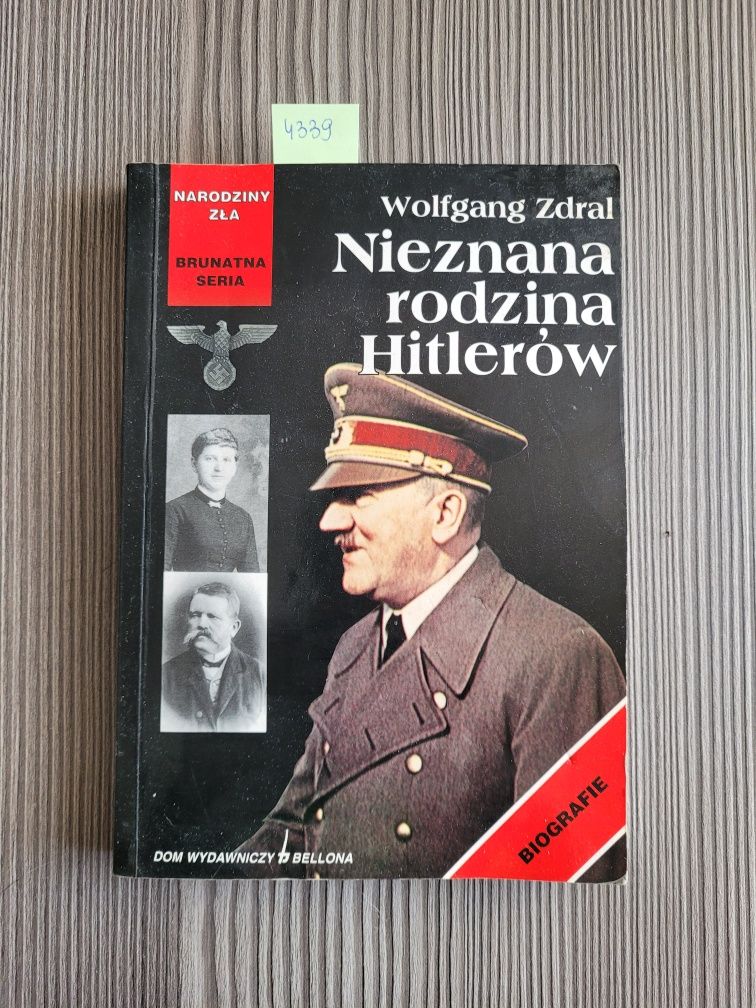 4339
NARODZINY
ZŁA
BRUNATNA
SERIA
Wolfgang Zdral
Nieznana
rodzina
Hitlerów
BIOGRAFIE
DOM WYDAWNICZY BELLONA